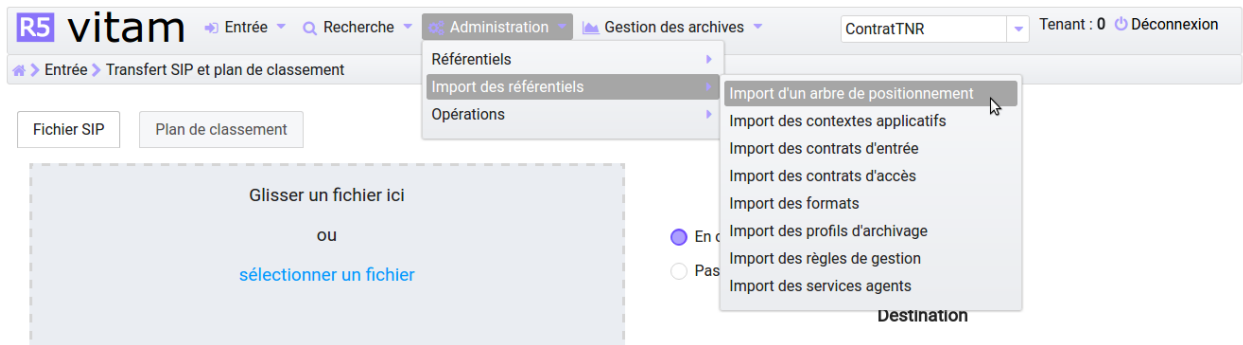 R5 vitam Entrée Recherche Administration Gestion des archives ContratTNR Tenant : 0 Déconnexion
Entrée Transfert SIP et plan de classement
Référentiels
Import des référentiels
Opérations
Import d'un arbre de positionnement
Import des contextes applicatifs
Import des contrats d'entrée
Import des contrats d'accès
Import des formats
Import des profils d'archivage
Import des règles de gestion
Import des services agents
Fichier SIP Plan de classement
Glisser un fichier ici
ou
sélectionner un fichier
En
Pas
Destination